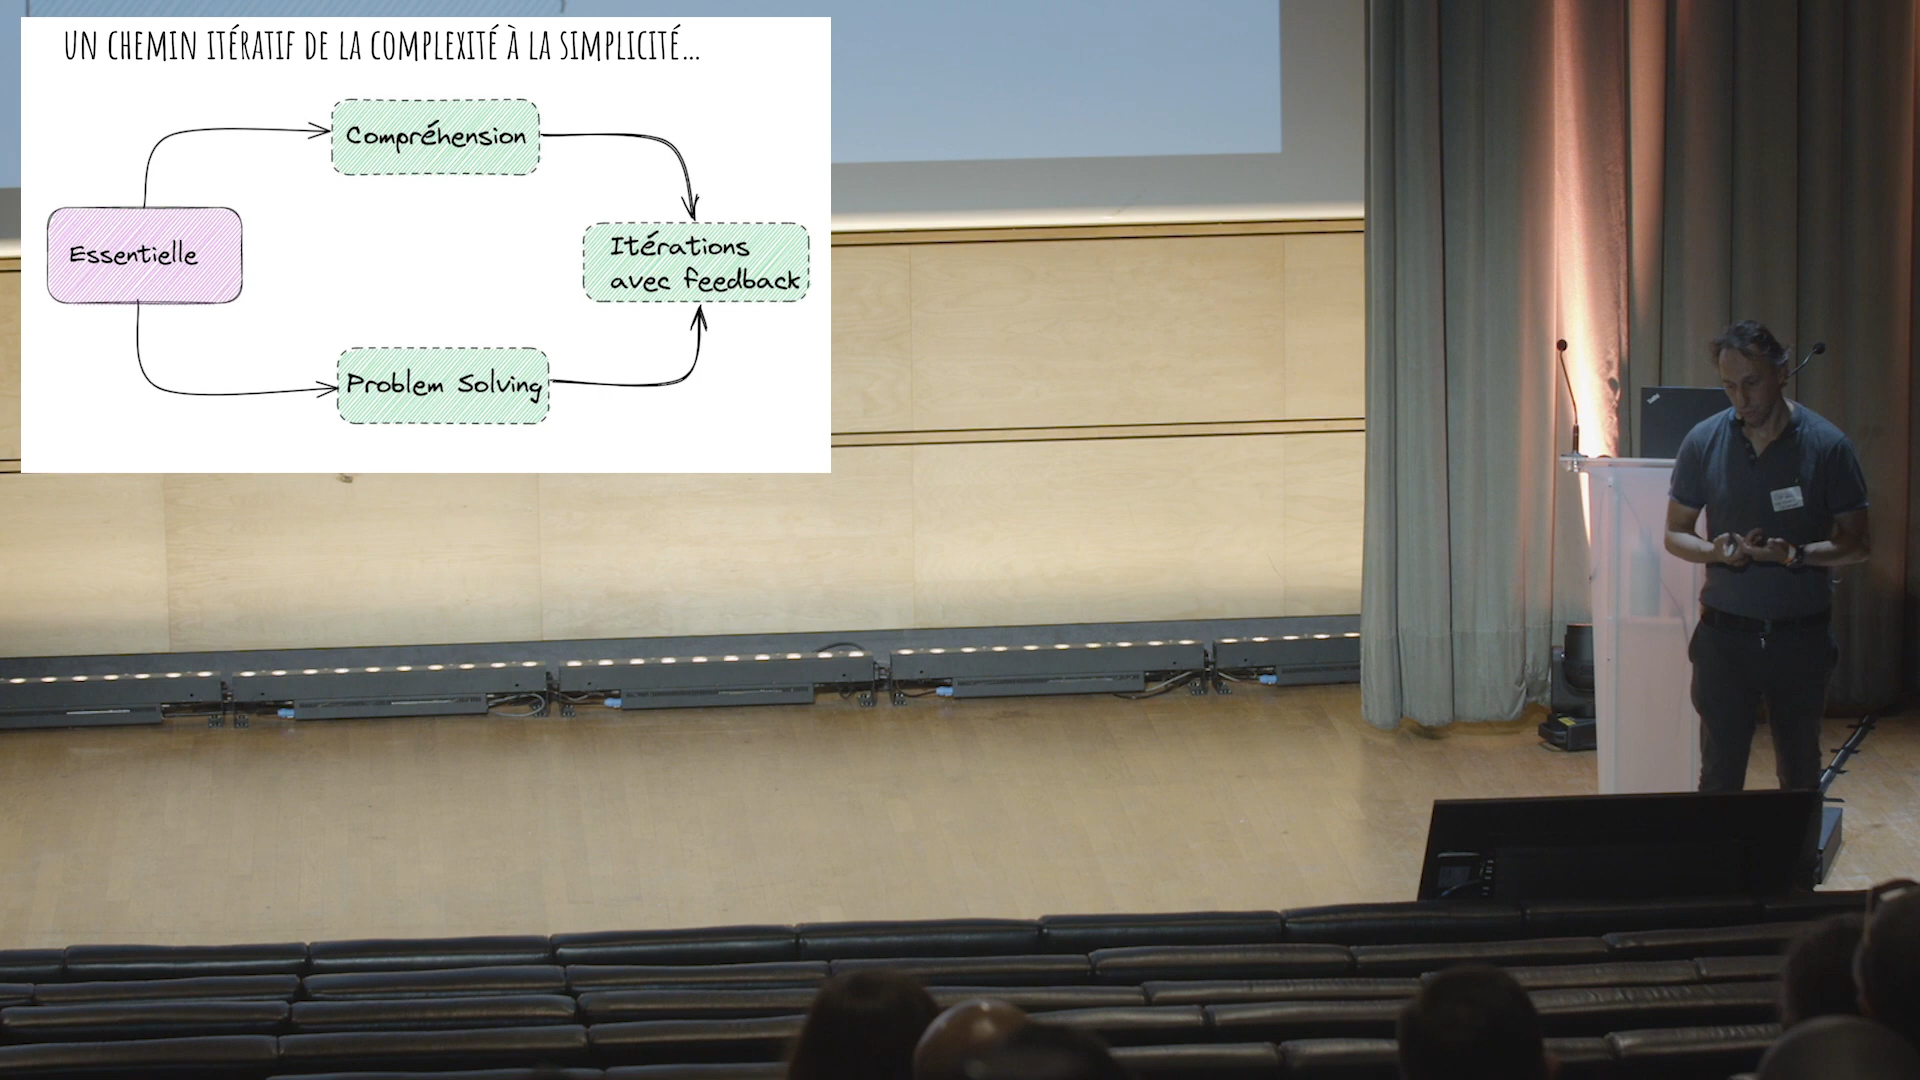 UN CHEMIN ITÉRATIF DE LA COMPLEXITÉ À LA SIMPLICITÉ...
Compréhension
Essentielle
Itérations
avec feedback
Problem Solving